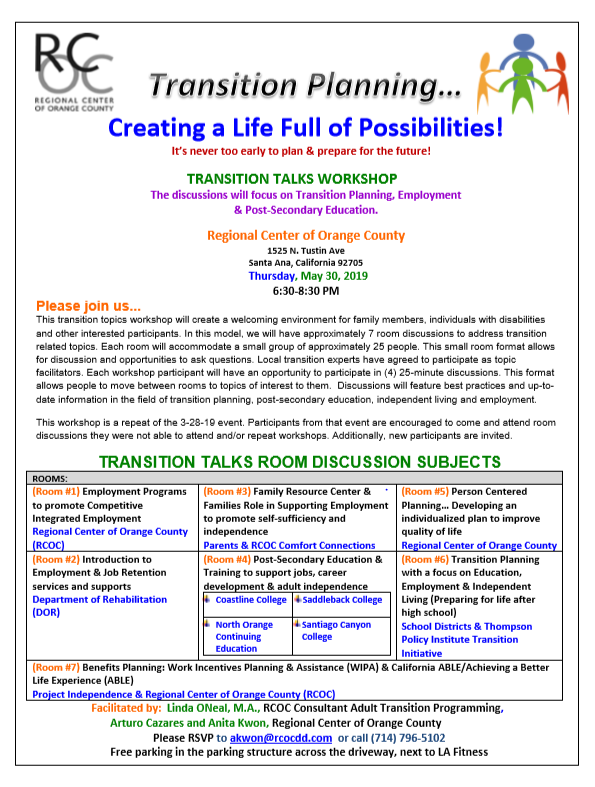 RCOC
REGIONAL CENTER
OF ORANGE COUNTY
Transition Planning...
Creating a Life Full of Possibilities!
It's never too early to plan & prepare for the future!
TRANSITION TALKS WORKSHOP
The discussions will focus on Transition Planning, Employment
& Post-Secondary Education.
Regional Center of Orange County
1525 N. Tustin Ave
Santa Ana, California 92705
Thursday, May 30, 2019
6:30-8:30 PM
Please join us...
This transition topics workshop will create a welcoming environment for family members, individuals with disabilities
and other interested participants. In this model, we will have approximately 7 room discussions to address transition
related topics. Each room will accommodate a small group of approximately 25 people. This small room format allows
for discussion and opportunities to ask questions. Local transition experts have agreed to participate as topic
facilitators. Each workshop participant will have an opportunity to participate in (4) 25-minute discussions. This format
allows people to move between rooms to topics of interest to them. Discussions will feature best practices and up-to-
date information in the field of transition planning, post-secondary education, independent living and employment.
This workshop is a repeat of the 3-28-19 event. Participants from that event are encouraged to come and attend room
discussions they were not able to attend and/or repeat workshops. Additionally, new participants are invited.
TRANSITION TALKS ROOM DISCUSSION SUBJECTS
ROOMS:
(Room #1) Employment Programs
to promote Competitive
Integrated Employment
Regional Center of Orange County
(RCOC)
(Room #3) Family Resource Center &
Families Role in Supporting Employment
to promote self-sufficiency and
independence
Parents & RCOC Comfort Connections
(Room #5) Person Centered
Planning... Developing an
individualized plan to improve
quality of life
Regional Center of Orange County
(Room #2) Introduction to
Employment & Job Retention
services and supports
Department of Rehabilitation
(DOR)
(Room #4) Post-Secondary Education &
Training to support jobs, career
development & adult independence
Coastline College
Saddleback College
North Orange
Continuing
Education
Santiago Canyon
College
(Room #6) Transition Planning
with a focus on Education,
Employment & Independent
Living (Preparing for life after
high school)
School Districts & Thompson
Policy Institute Transition
Initiative
(Room #7) Benefits Planning: Work Incentives Planning & Assistance (WIPA) & California ABLE/Achieving a Better
Life Experience (ABLE)
Project Independence & Regional Center of Orange County (RCOC)
Facilitated by: Linda ONeal, M.A., RCOC Consultant Adult Transition Programming,
Arturo Cazares and Anita Kwon, Regional Center of Orange County
Please RSVP to akwon@rcocdd.com or call (714) 796-5102
Free parking in the parking structure across the driveway, next to LA Fitness